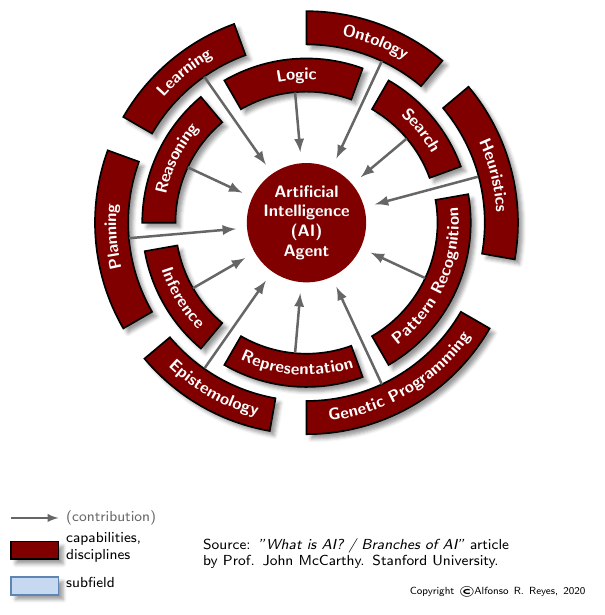 Ontology
Learning
Logic
Search
Heuristics
Reasoning
Artificial
Intelligence
(AI)
Agent
Planning
Pattern Recognition
Inference
Representation
Epistemology
Genetic Programming
(contribution)
capabilities,
disciplines
subfield
Source: "What is AI? / Branches of AI" article
by Prof. John McCarthy. Stanford University.
Copyright ©Alfonso R. Reyes, 2020